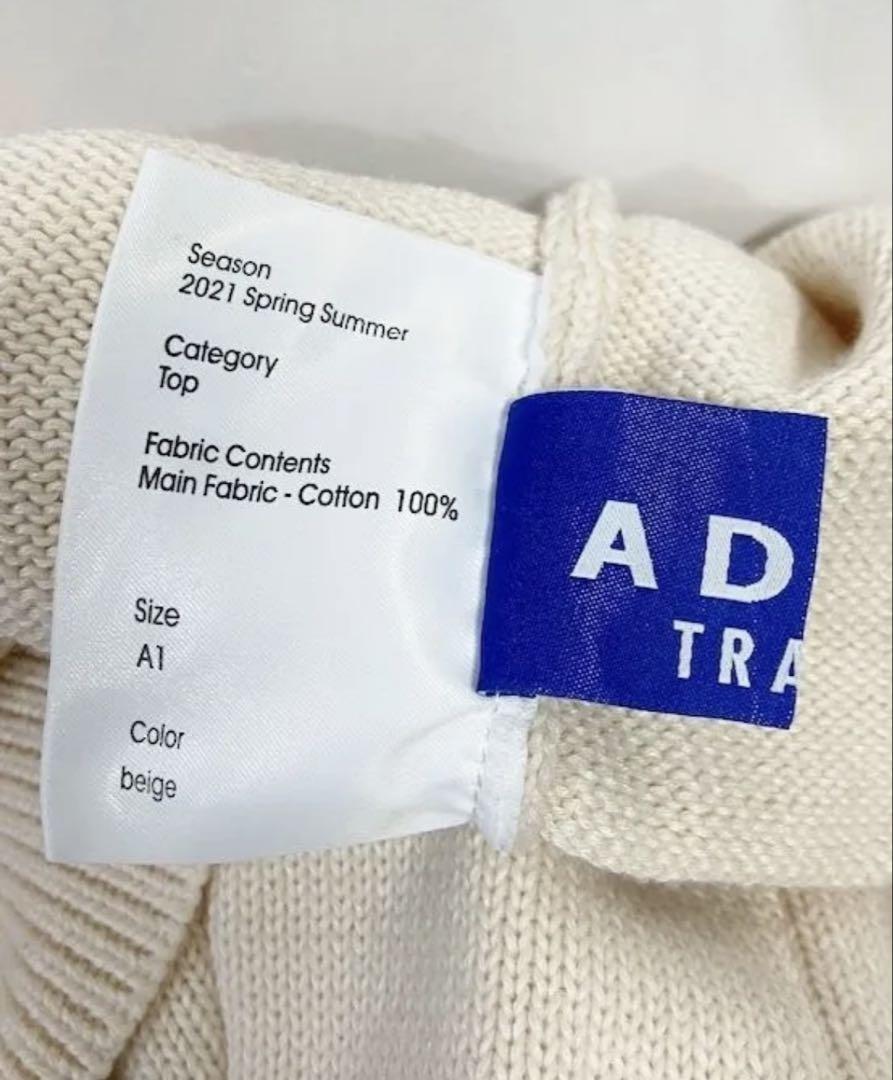 Season
2021 Spring Summer
Category
Top
Fabric Contents
Main Fabric - Cotton 100%
Size
A1
Color
beige
AD
TRA